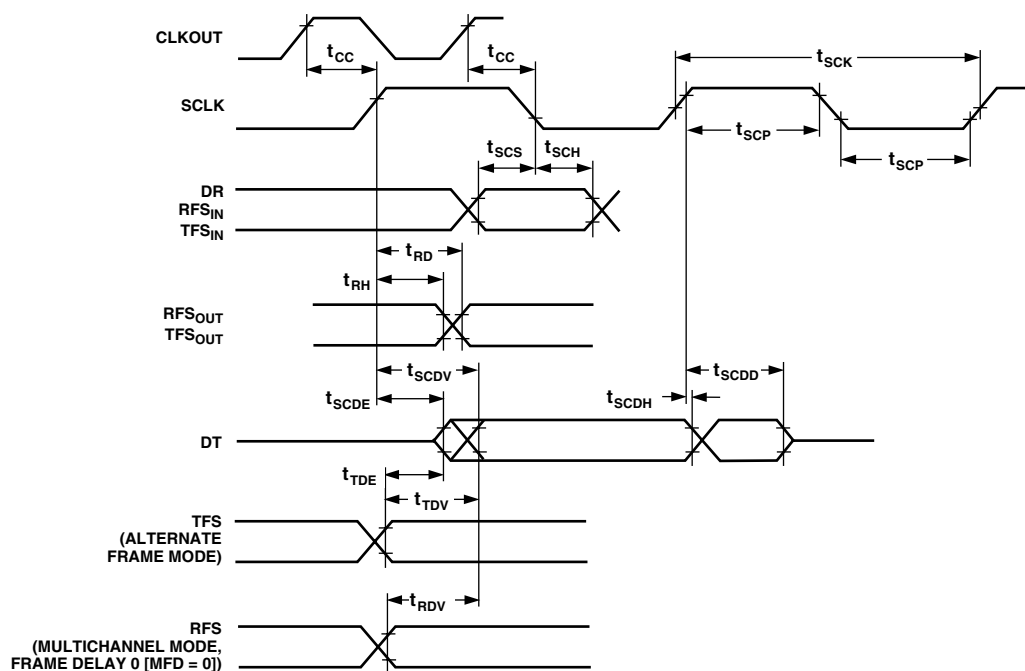 CLKOUT
tCC
tCC
tSCK
SCLK
tSCP
tSCP
tSCS
tSCH
DR
RFSIN
TFSIN
tRD
tRH
RFSOUT
TFSOUT
tSCDV
tSCDE
tSCDD
tSCDH
DT
tTDE
tTDV
TFS
(ALTERNATE
FRAME MODE)
tRDV
RFS
(MULTICHANNEL MODE,
FRAME DELAY 0 [MFD = 0])